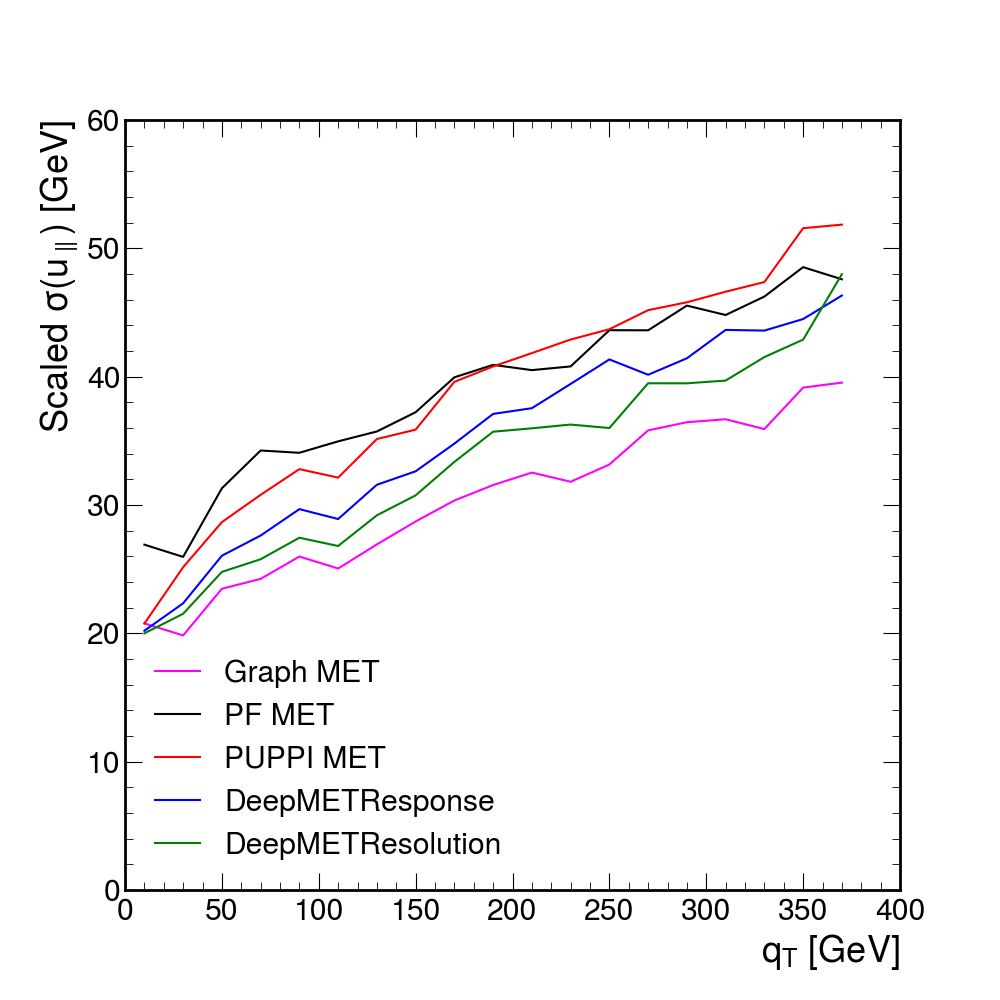 Scaled σ(u∥) [GeV]
60
50
40
30
20
10
0
Graph MET
PF MET
PUPPI MET
DeepMETResponse
DeepMETResolution
0 50 100 150 200 250 300 350 400
qT [GeV]